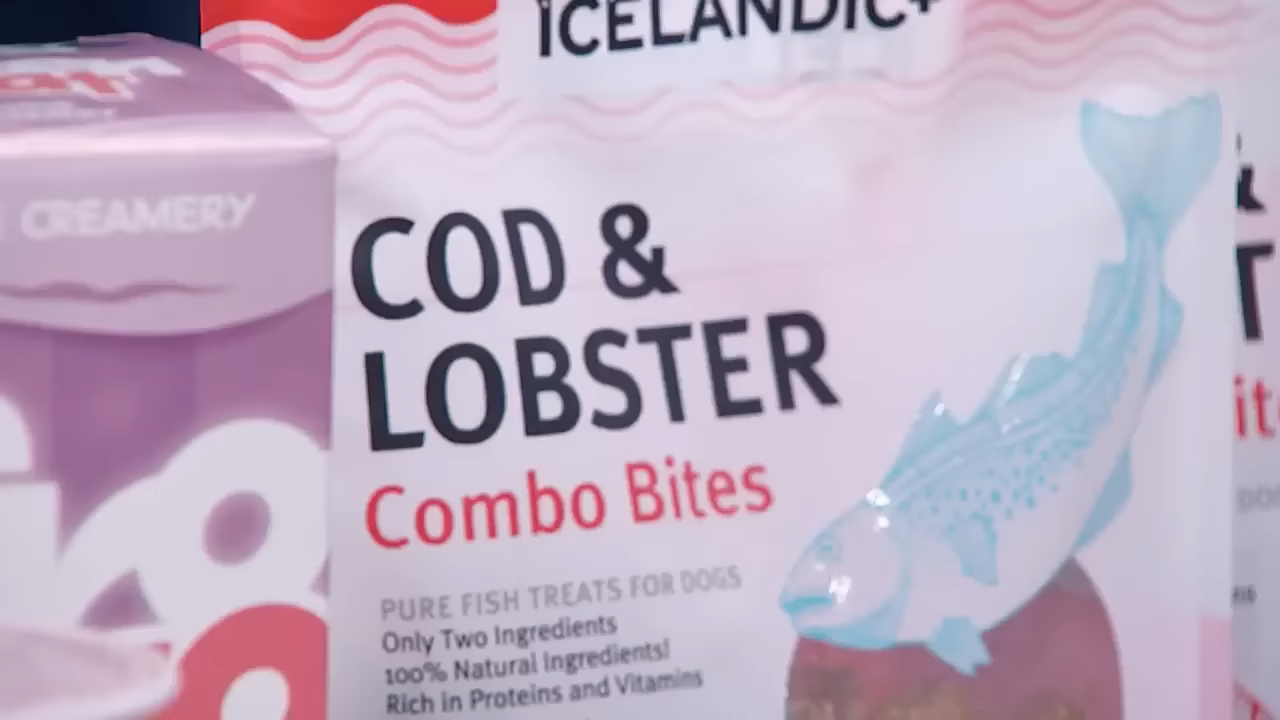 ICELANDIC+
CREAMERY
COD &
LOBSTER
Combo Bites
PURE FISH TREATS FOR DOGS
Only Two Ingredients
100% Natural Ingredients!
Rich in Proteins and Vitamins
&
T